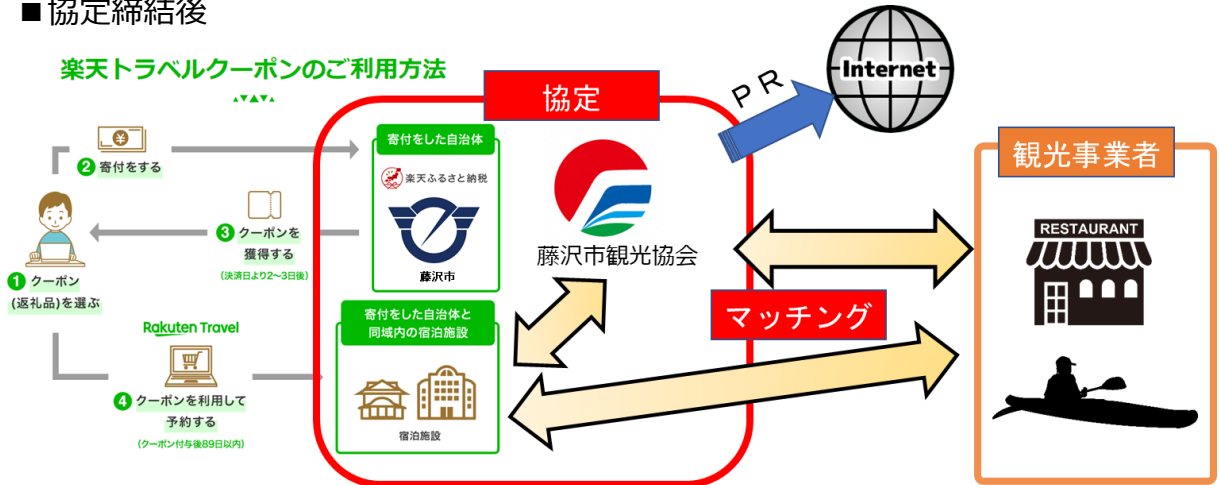 ■協定締結後
楽天トラベルクーポンのご利用方法
協定
PR
Internet
観光事業者
寄付をした自治体
楽天ふるさと納税
藤沢市
藤沢市観光協会
❷ 寄付をする
❸ クーポンを
獲得する
(決済日より2〜3日後)
❶ クーポン
(返礼品)を選ぶ
Rakuten Travel
❹ クーポンを利用して
予約する
(クーポン付与後89日以内)
寄付をした自治体と
同域内の宿泊施設
宿泊施設
マッチング
RESTAURANT